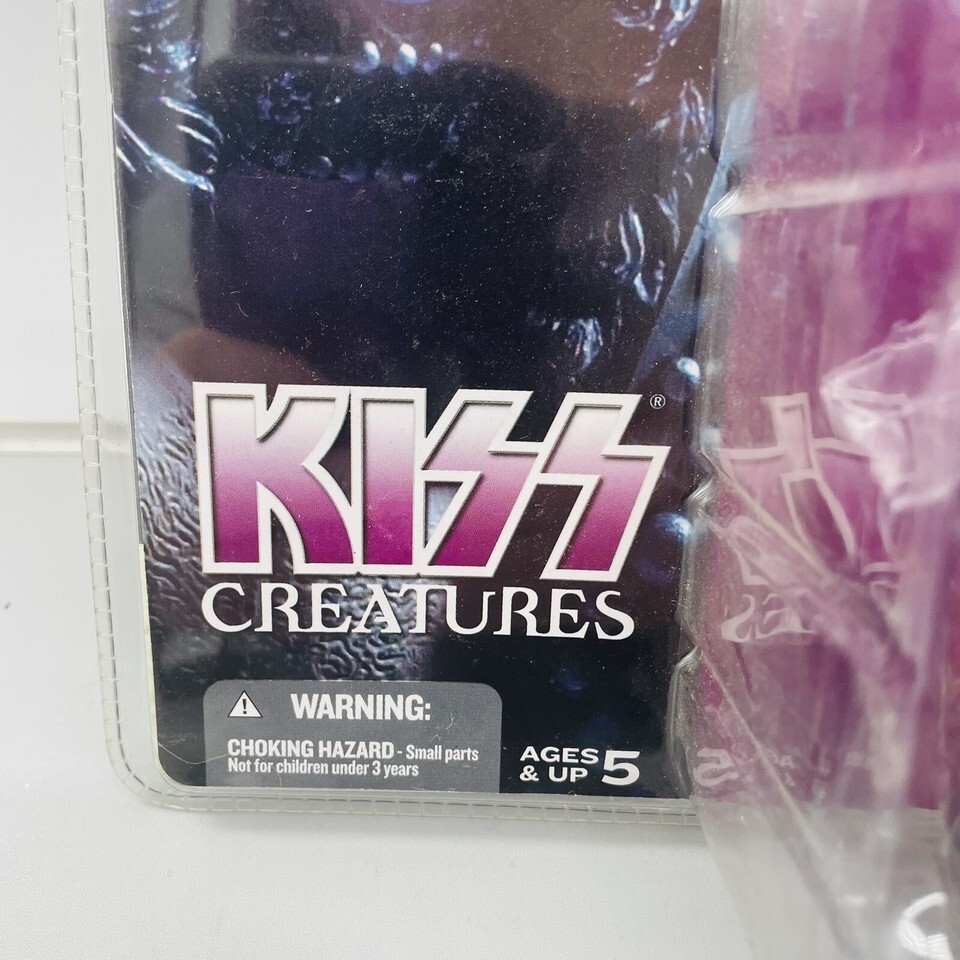 KISS®
CREATURES
⚠ WARNING:
CHOKING HAZARD - Small parts
Not for children under 3 years
AGES 5
& UP